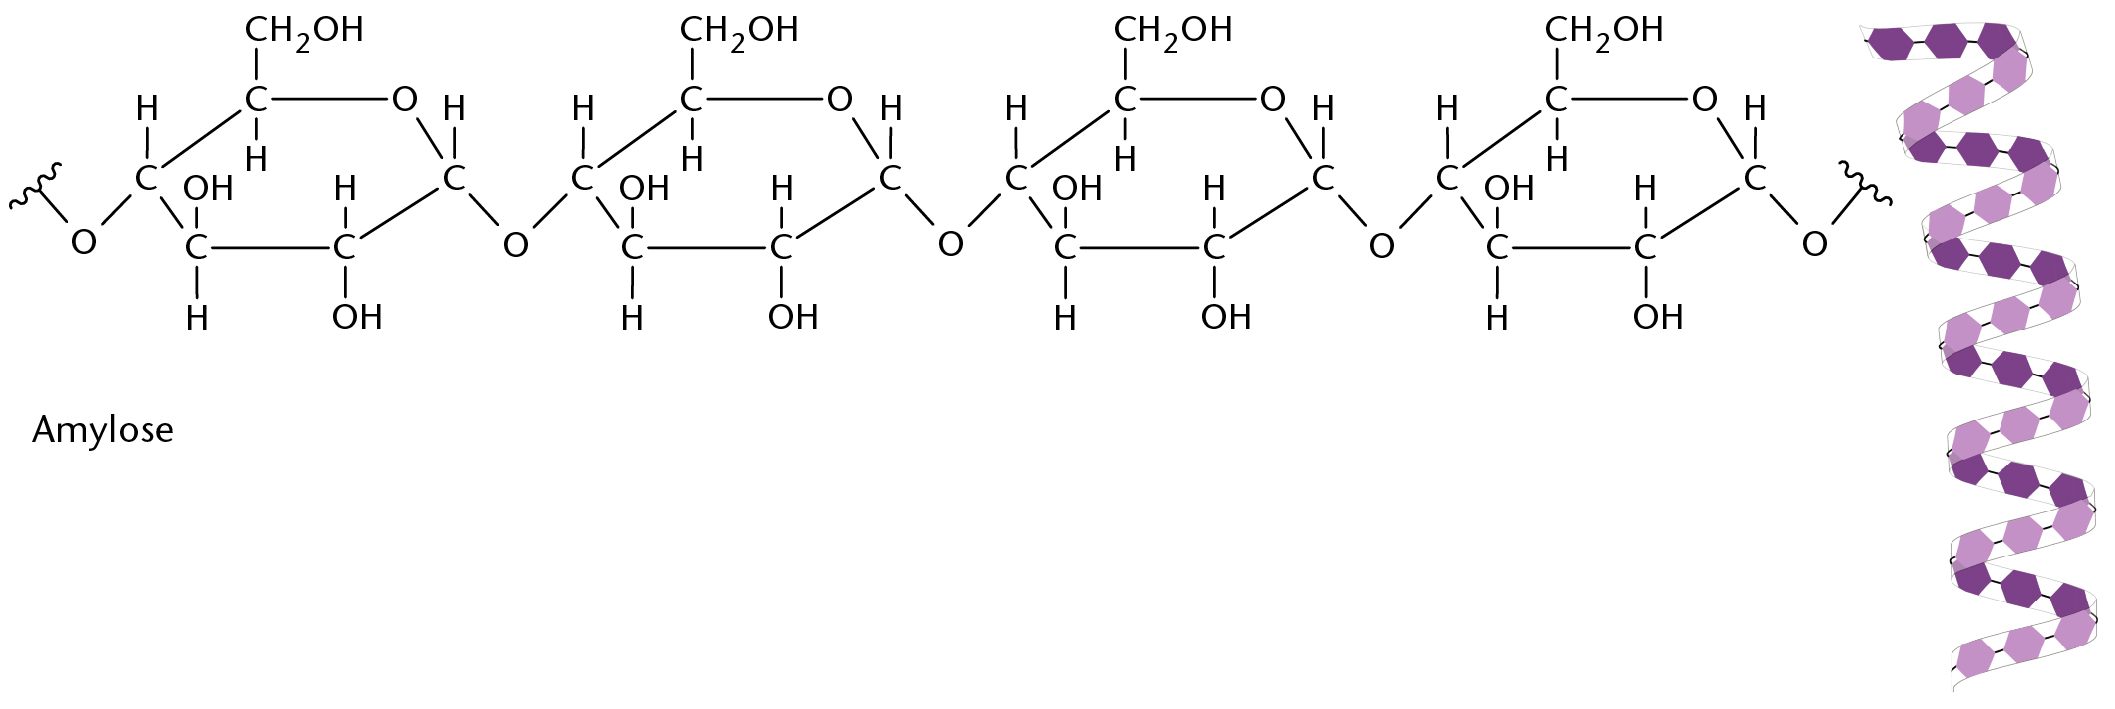 CH₂OH CH₂OH CH₂OH CH₂OH
C O C O C O C O
H H H H H H H H
H H H H
C C C C C C C C
OH H OH H OH H OH H
O C C O C C O C C O C C O
H OH H OH H OH H OH
Amylose